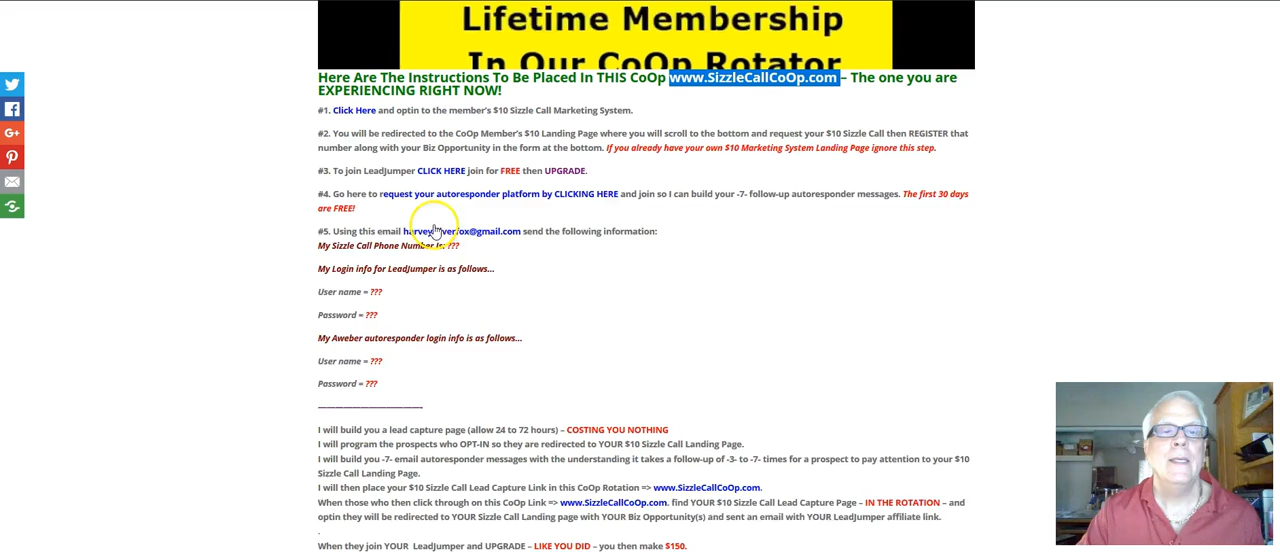 Lifetime Membership
In Our CoOp Rotator
Here Are The Instructions To Be Placed In THIS CoOp www.SizzleCallCoOp.com – The one you are
EXPERIENCING RIGHT NOW!
#1. Click Here and optin to the member's $10 Sizzle Call Marketing System.
#2. You will be redirected to the CoOp Member's $10 Landing Page where you will scroll to the bottom and request your $10 Sizzle Call then REGISTER that
number along with your Biz Opportunity in the form at the bottom. If you already have your own $10 Marketing System Landing Page ignore this step.
#3. To join LeadJumper CLICK HERE join for FREE then UPGRADE.
#4. Go here to request your autoresponder platform by CLICKING HERE and join so I can build your -7- follow-up autoresponder messages. The first 30 days
are FREE!
#5. Using this email send the following information:
My Sizzle Call Phone Number is: ???
My Login info for LeadJumper is as follows...
User name = ???
Password = ???
My Aweber autoresponder login info is as follows...
User name = ???
Password = ???
————————————-
I will build you a lead capture page (allow 24 to 72 hours) – COSTING YOU NOTHING
I will program the prospects who OPT-IN so they are redirected to YOUR $10 Sizzle Call Landing Page.
I will build you -7- email autoresponder messages with the understanding it takes a follow-up of -3- to -7- times for a prospect to pay attention to your $10
Sizzle Call Landing Page.
I will then place your $10 Sizzle Call Lead Capture Link in this CoOp Rotation => www.SizzleCallCoOp.com.
When those who then click through on this CoOp Link => www.SizzleCallCoOp.com. find YOUR $10 Sizzle Call Lead Capture Page – IN THE ROTATION – and
optin they will be redirected to YOUR Sizzle Call Landing page with YOUR Biz Opportunity(s) and sent an email with YOUR LeadJumper affiliate link.
.
When they join YOUR LeadJumper and UPGRADE – LIKE YOU DID – you then make $150.